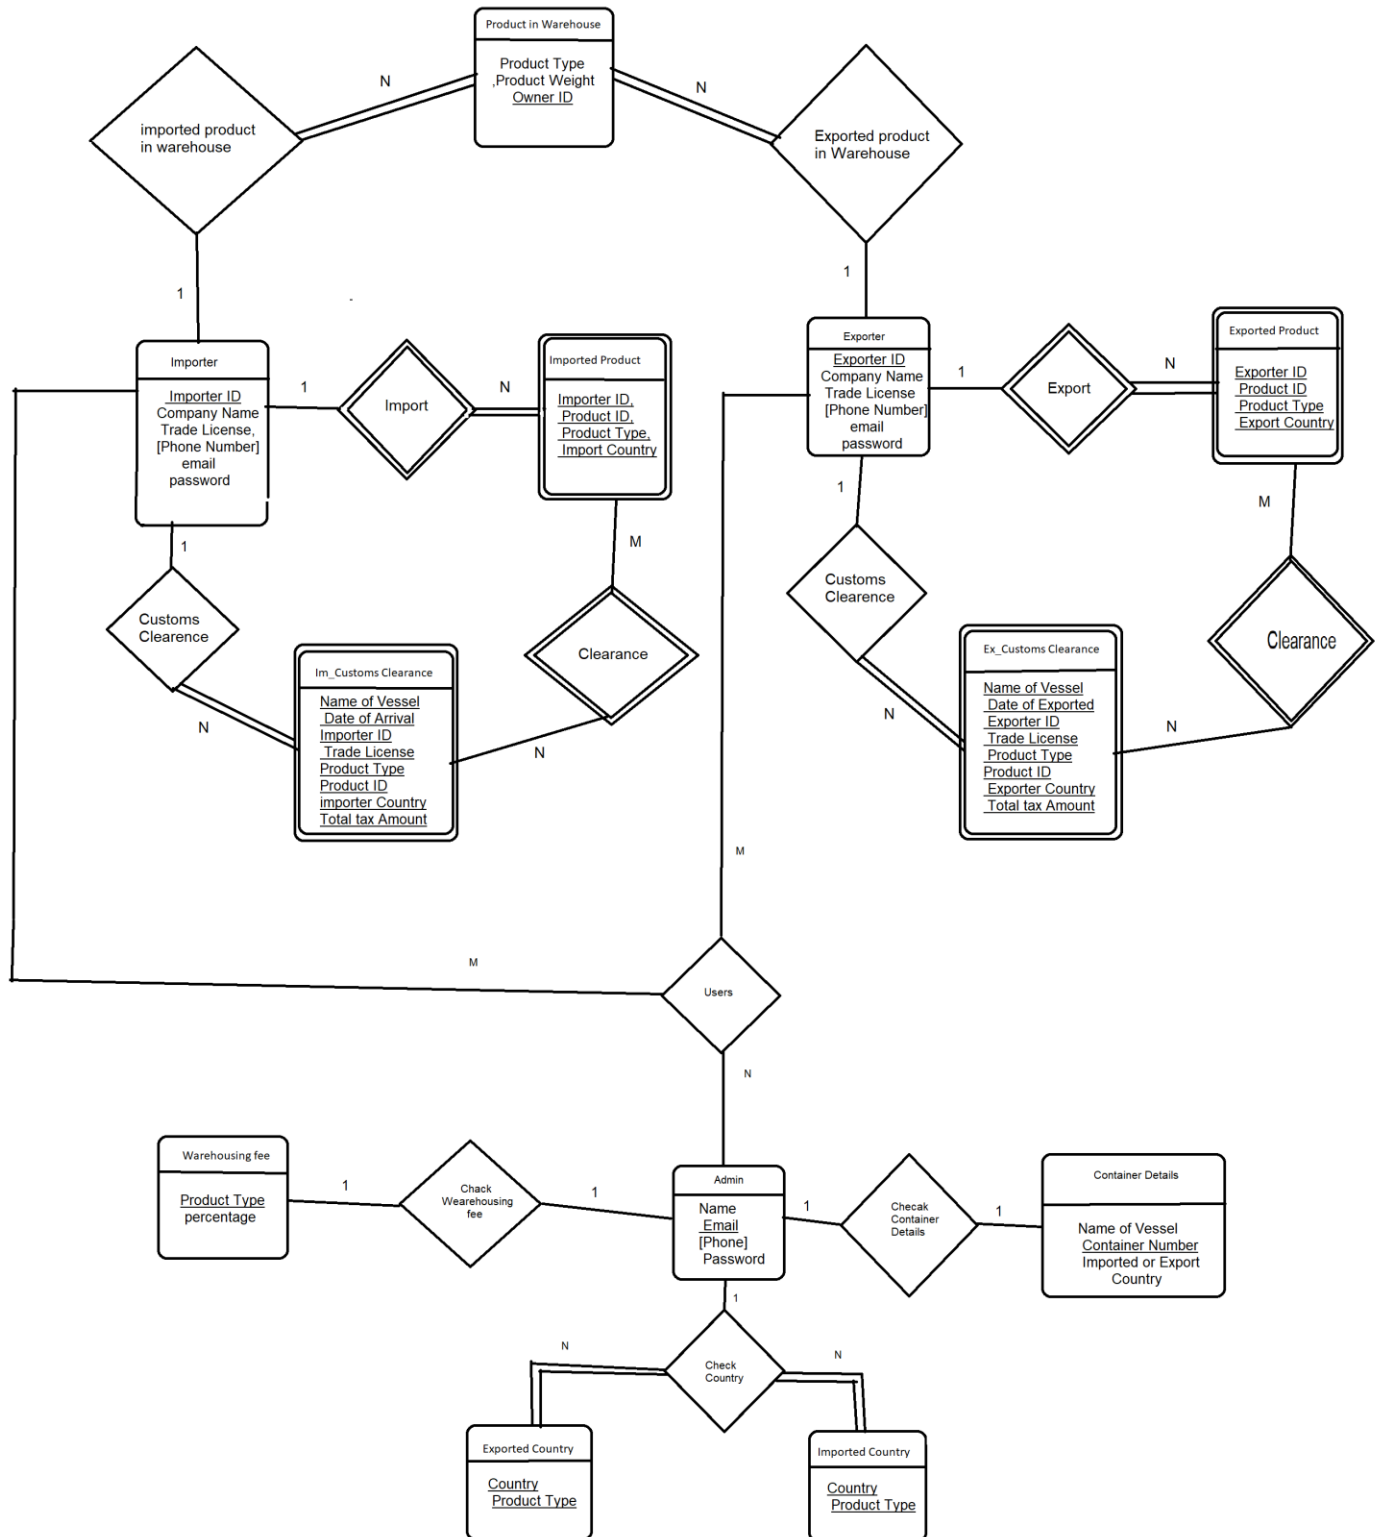 Product in Warehouse
Product Type
,Product Weight
Owner ID
N
N
imported product
in warehouse
Exported product
in Warehouse
1
1
Importer
Importer ID
Company Name
Trade License,
[Phone Number]
email
password
1
Import
N
Imported Product
Importer ID,
Product ID,
Product Type,
Import Country
Exporter
Exporter ID
Company Name
Trade License
[Phone Number]
email
password
1
Export
N
Exported Product
Exporter ID
Product ID
Product Type
Export Country
1
M
1
M
Customs
Clearence
Clearance
Customs
Clearence
Clearance
Im_Customs Clearance
Name of Vessel
Date of Arrival
Importer ID
Trade License
Product Type
Product ID
importer Country
Total tax Amount
N
N
Ex_Customs Clearance
Name of Vessel
Date of Exported
Exporter ID
Trade License
Product Type
Product ID
Exporter Country
Total tax Amount
N
N
M
M
Users
N
Warehousing fee
Product Type
percentage
1
Chack
Wearehousing
fee
1
Admin
Name
Email
[Phone]
Password
1
Checak
Container
Details
1
Container Details
Name of Vessel
Container Number
Imported or Export
Country
1
N
Check
Country
N
Exported Country
Country
Product Type
Imported Country
Country
Product Type